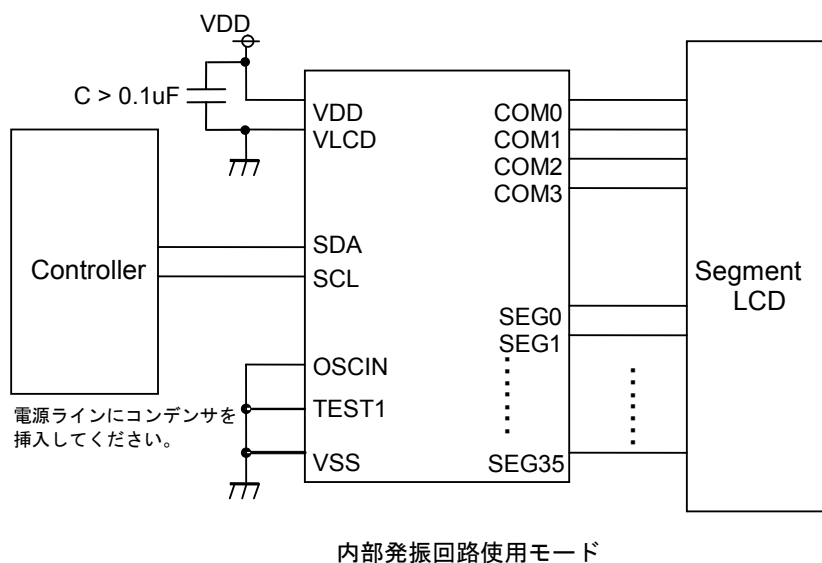 VDD
C > 0.1uF
VDD
VLCD
COM0
COM1
COM2
COM3
Controller
SDA
SCL
Segment
LCD
SEG0
SEG1
OSCIN
TEST1
VSS
SEG35
電源ラインにコンデンサを
挿入してください。
内部発振回路使用モード